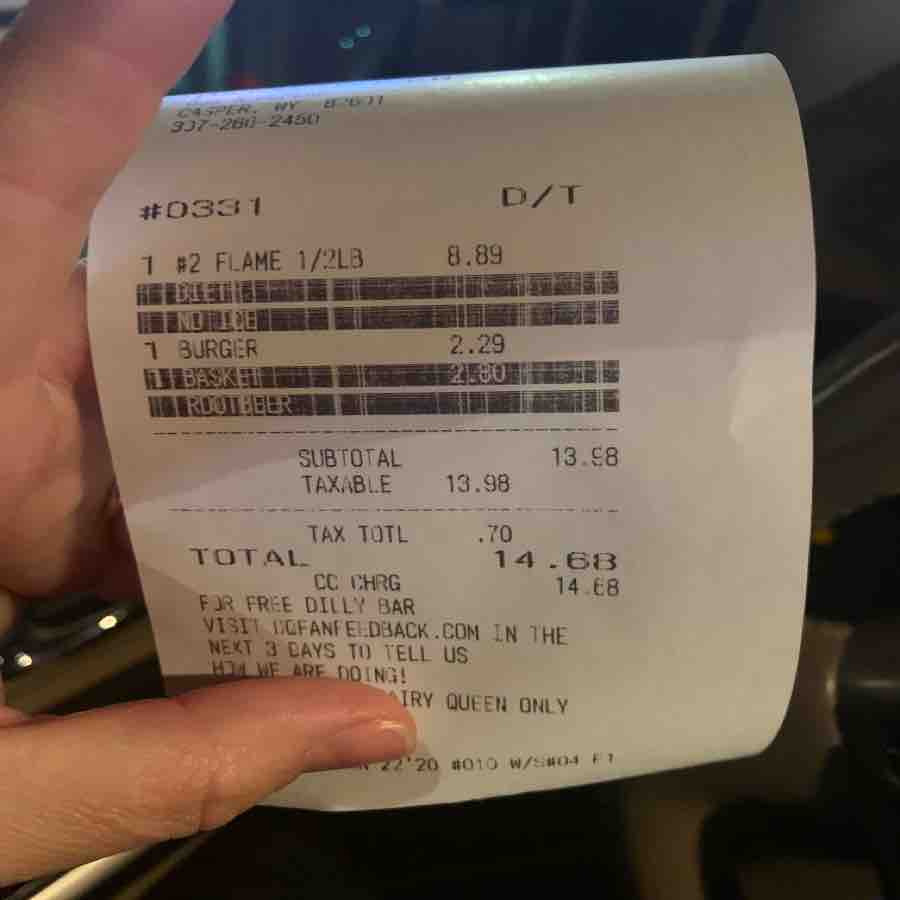 CASPER, WY
307-260-2450
#0331 D/T
1 #2 FLAME 1/2LB 8.89
DIET
NO ICE
1 BURGER 2.29
1 BASKET 2.80
ROOTBEER
SUBTOTAL 13.98
TAXABLE 13.98
TAX TOTL .70
TOTAL 14.68
CC CHRG 14.68
FOR FREE DILLY BAR
VISIT DQFANFEEDBACK.COM IN THE
NEXT 3 DAYS TO TELL US
HOW WE ARE DOING!
AIRY QUEEN ONLY
22'20 #010 W/S#04